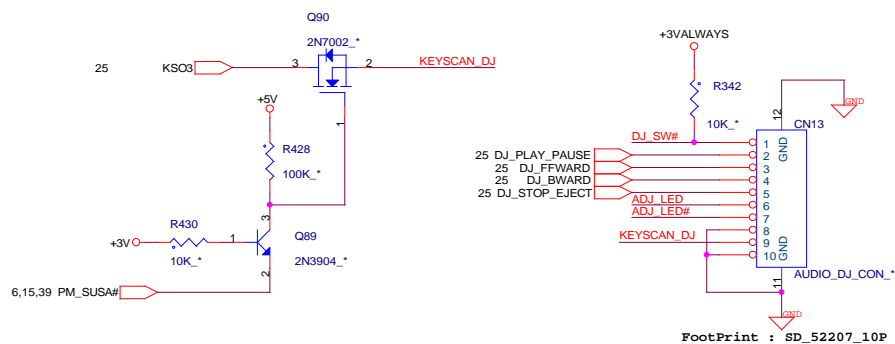 Q90
2N7002_*
25 KSO3
3
2
KEYSCAN_DJ
1
+5V
R428
100K_*
R430
+3V
10K_*
1
3
Q89
2N3904_*
2
6,15,39 PM_SUSA#
+3VALWAYS
R342
10K_*
12
GND
CN13
DJ_SW#
1
GND
25 DJ_PLAY_PAUSE
2
25 DJ_FFWARD
3
25 DJ_BWARD
4
25 DJ_STOP_EJECT
5
ADJ_LED
6
ADJ_LED#
7
8
KEYSCAN_DJ
9
GND
10
AUDIO_DJ_CON_*
11
GND
FootPrint : SD_52207_10P